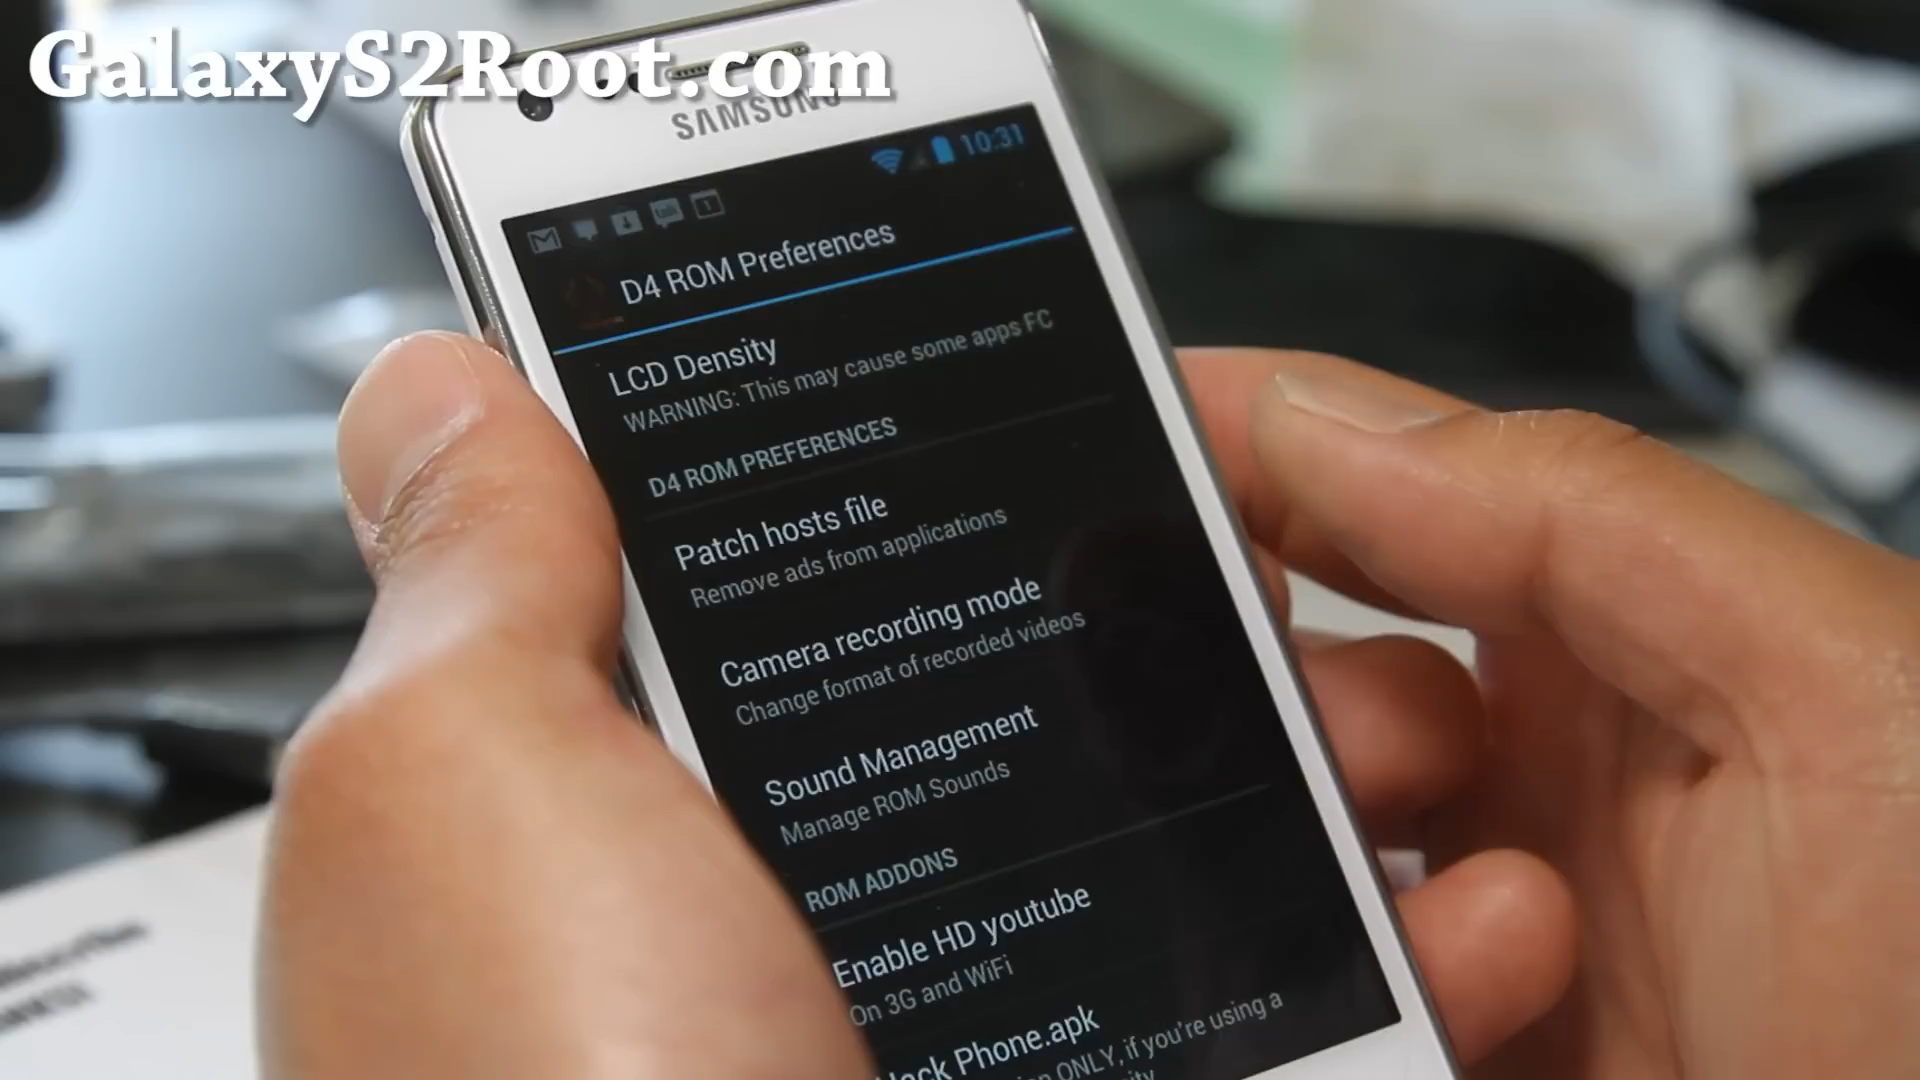 GalaxyS2Root.com
SAMSUNG
10:31
talk
1
D4 ROM Preferences
LCD Density
WARNING: This may cause some apps FC
D4 ROM PREFERENCES
Patch hosts file
Remove ads from applications
Camera recording mode
Change format of recorded videos
Sound Management
Manage ROM Sounds
ROM ADDONS
Enable HD youtube
On 3G and WiFi
Phone.apk
ONLY, if you're using a